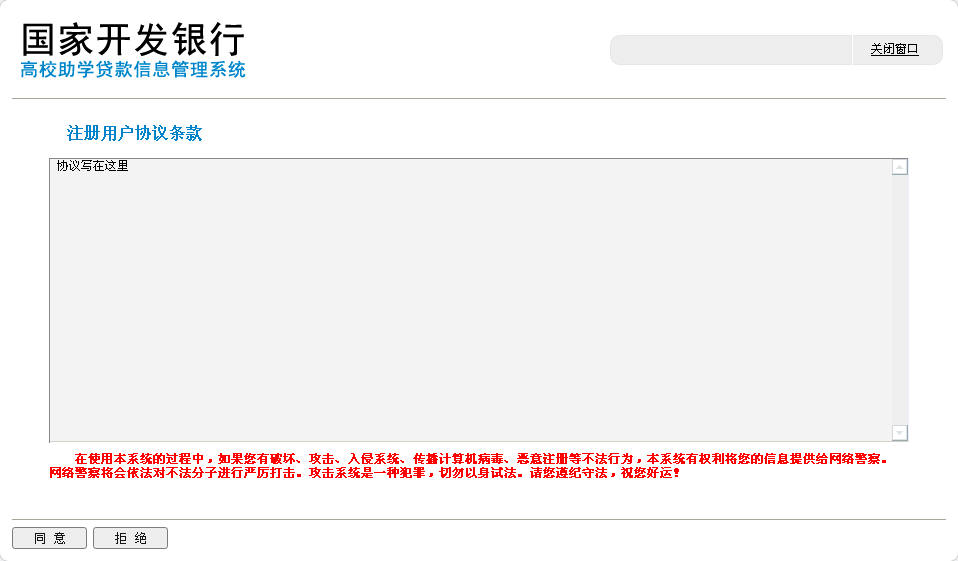 国家开发银行
高校助学贷款信息管理系统
关闭窗口
注册用户协议条款
协议写在这里
在使用本系统的过程中，如果您有破坏、攻击、入侵系统、传播计算机病毒、恶意注册等不法行为，本系统有权利将您的信息提供给网络警察。
网络警察将会依法对不法分子进行严厉打击。攻击系统是一种犯罪，切勿以身试法。请您遵纪守法，祝您好运！
同 意
拒 绝